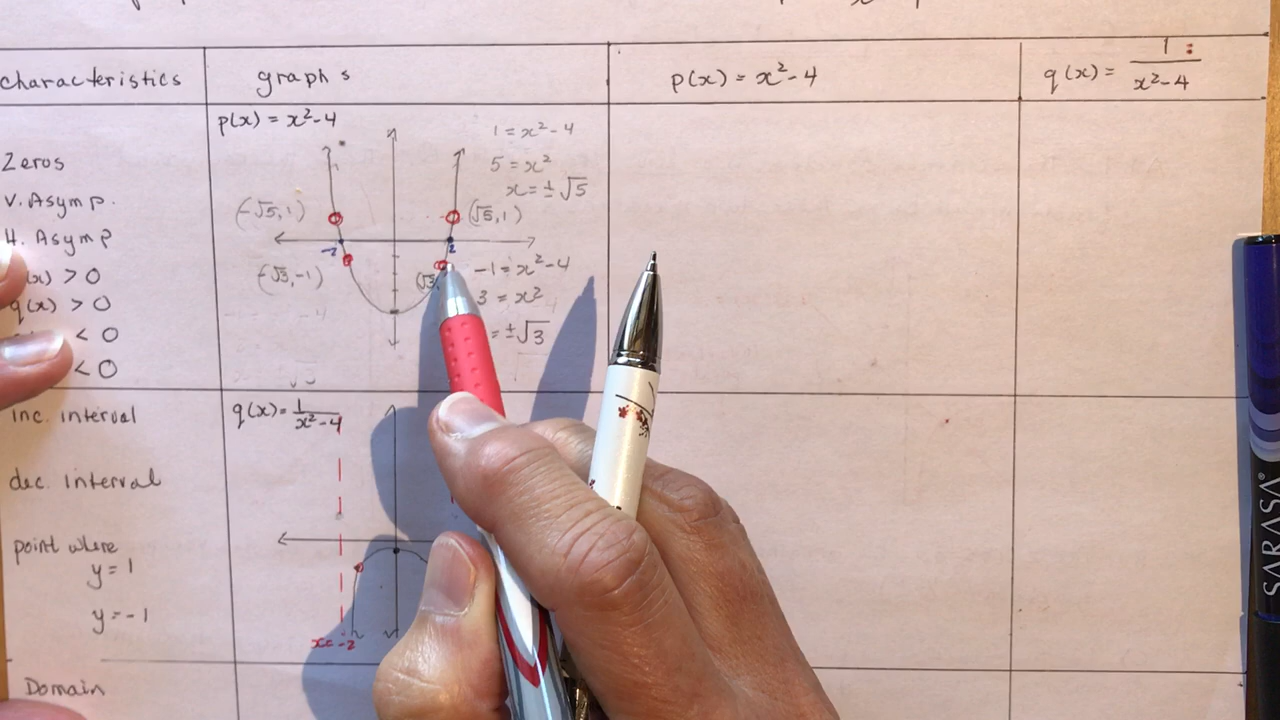 characteristics
graphs
p(x) = x²-4
q(x) = 1/(x²-4)
p(x) = x²-4
1 = x²-4
5 = x²
x = ±√5
(-√5, 1)
(√5, 1)
-2
2
(-√3, -1)
(√3,
-1 = x²-4
3 = x²
= ±√3
Zeros
V. Asymp.
H. Asymp
(x) > 0
q(x) > 0
< 0
< 0
inc. interval
dec. interval
point where
y = 1
y = -1
q(x) = 1/(x²-4)
x = -2
Domain
SARASA